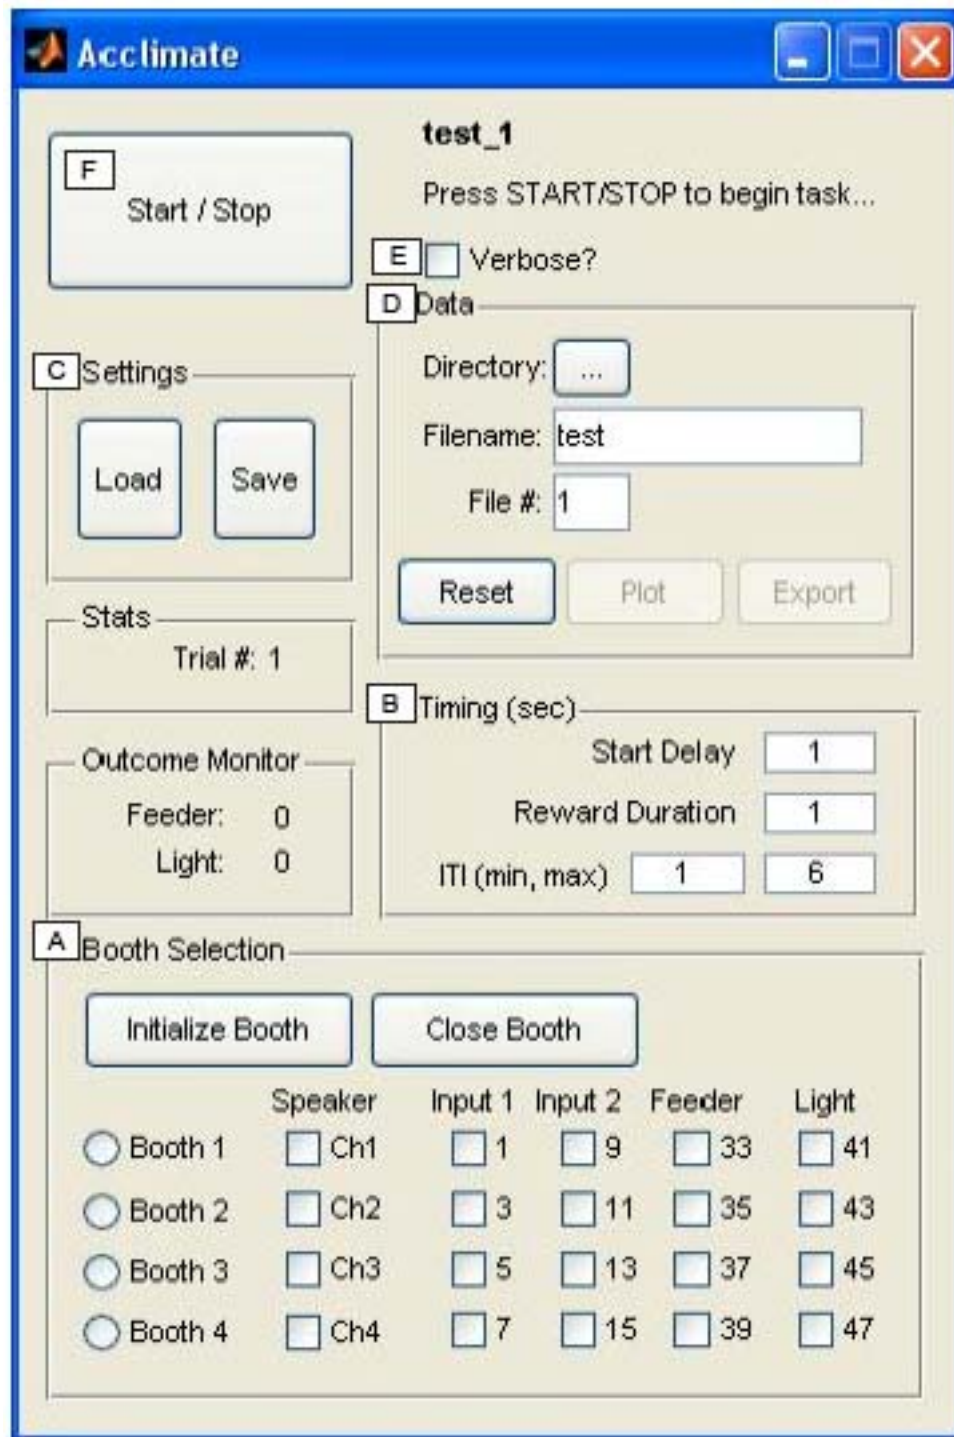 Acclimate
test_1
F
Start / Stop
Press START/STOP to begin task...
E Verbose?
D Data
Directory: ...
Filename: test
File #: 1
Reset Plot Export
C Settings
Load Save
Stats
Trial #: 1
B Timing (sec)
Start Delay 1
Reward Duration 1
ITI (min, max) 1 6
Outcome Monitor
Feeder: 0
Light: 0
A Booth Selection
Initialize Booth Close Booth
Speaker Input 1 Input 2 Feeder Light
Booth 1 Ch1 1 9 33 41
Booth 2 Ch2 3 11 35 43
Booth 3 Ch3 5 13 37 45
Booth 4 Ch4 7 15 39 47